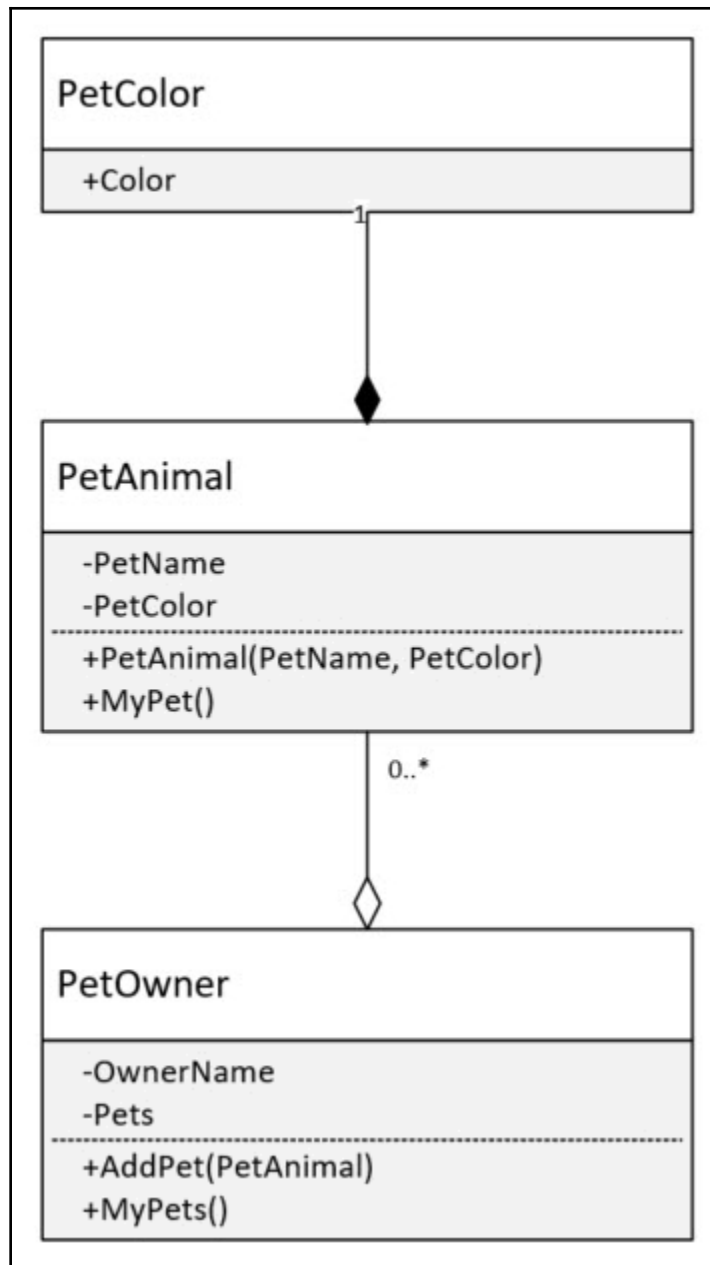 PetColor
+Color
1
PetAnimal
-PetName
-PetColor
+PetAnimal(PetName, PetColor)
+MyPet()
0..*
PetOwner
-OwnerName
-Pets
+AddPet(PetAnimal)
+MyPets()